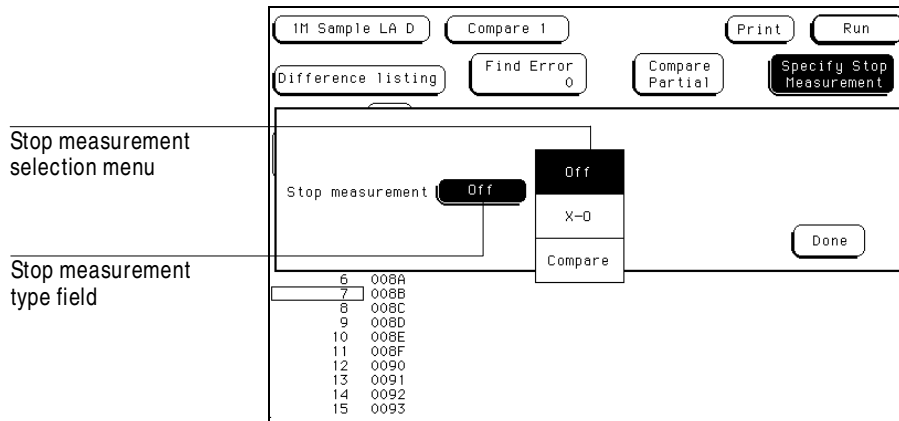 1M Sample LA D Compare 1 Print Run
Difference listing Find Error 0 Compare Partial Specify Stop Measurement
Stop measurement selection menu
Stop measurement Off
Off
X-O
Compare
Done
Stop measurement type field
6 008A
7 008B
8 008C
9 008D
10 008E
11 008F
12 0090
13 0091
14 0092
15 0093